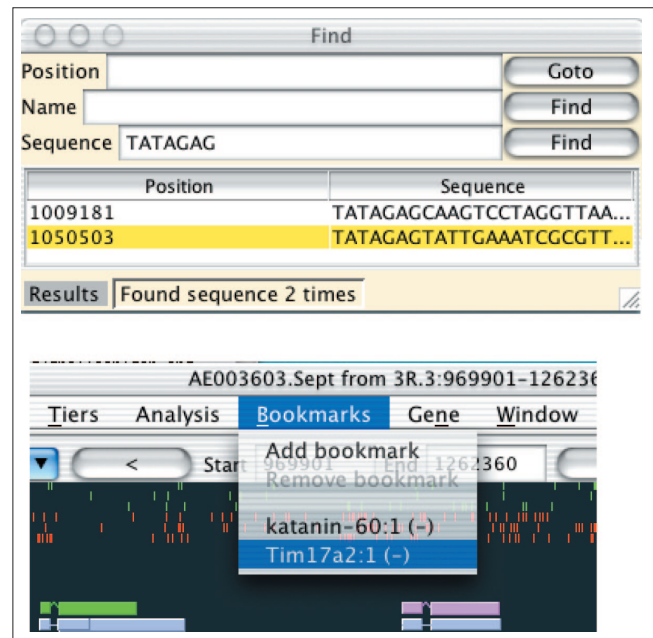 Find
Position Goto
Name Find
Sequence TATAGAG Find
Position Sequence
1009181 TATAGAGCAAGTCCTAGGTTAA...
1050503 TATAGAGTATTGAAATCGCGTT...
Results Found sequence 2 times
AE003603.Sept from 3R.3:969901-126236
Tiers Analysis Bookmarks Gene Window
< Start 969901 End 1262360
Add bookmark
Remove bookmark
katanin-60:1 (-)
Tim17a2:1 (-)